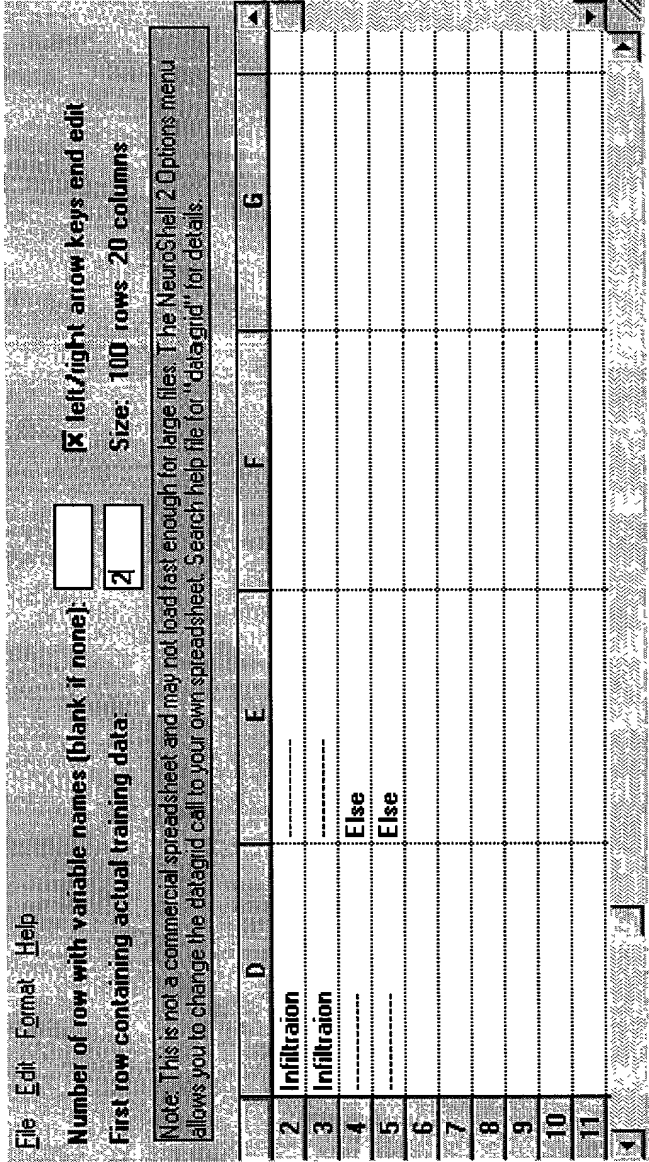 File Edit Format Help
Number of row with variable names (blank if none): x left/right arrow keys end edit
First row containing actual training data: 2 Size: 100 rows 20 columns
Note: This is not a commercial spreadsheet and may not load fast enough for large files. The NeuroShell 2 Options menu
allows you to change the datagrid call to your own spreadsheet. Search help file for "datagrid" for details.
D E F G
2 Infiltraion ------------
3 Infiltraion ------------
4 ------------ Else
5 ------------ Else
6
7
8
9
10
11